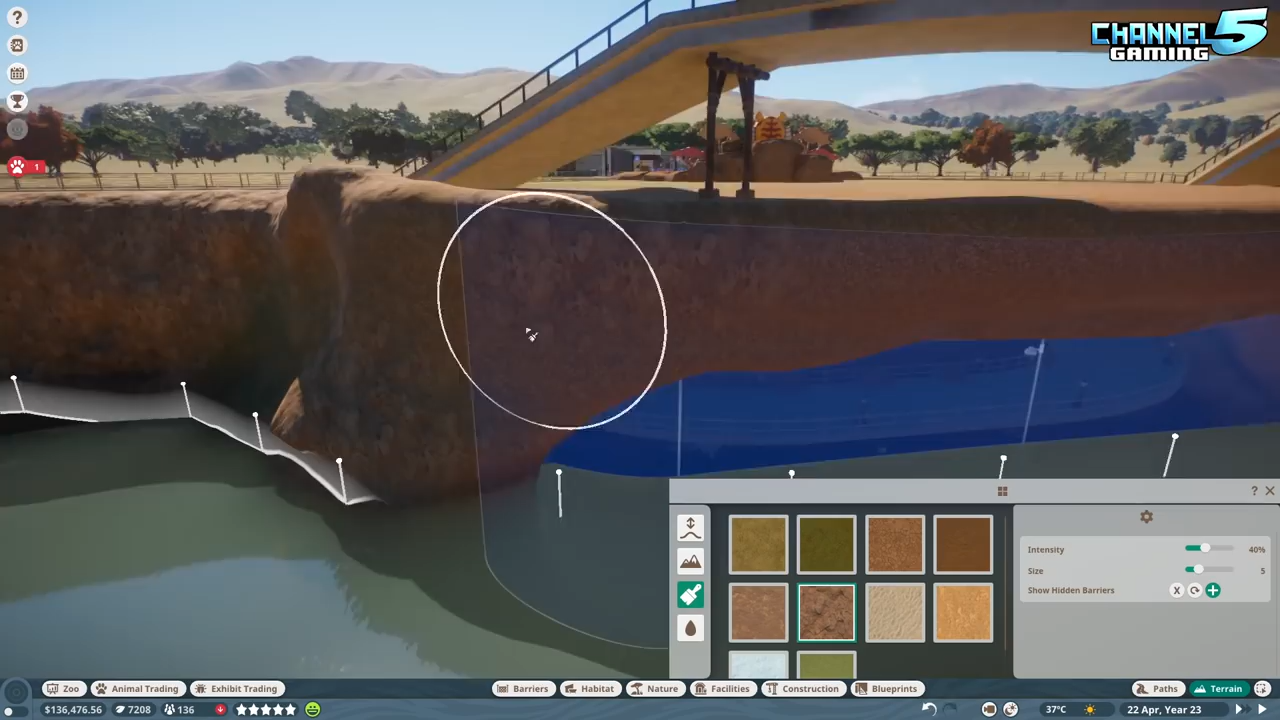 CHANNEL 5
GAMING
?
1
? X
Intensity 40%
Size 5
Show Hidden Barriers X
Zoo Animal Trading Exhibit Trading Barriers Habitat Nature Facilities Construction Blueprints Paths Terrain
$136,476.56 7208 136 37°C 22 Apr, Year 23